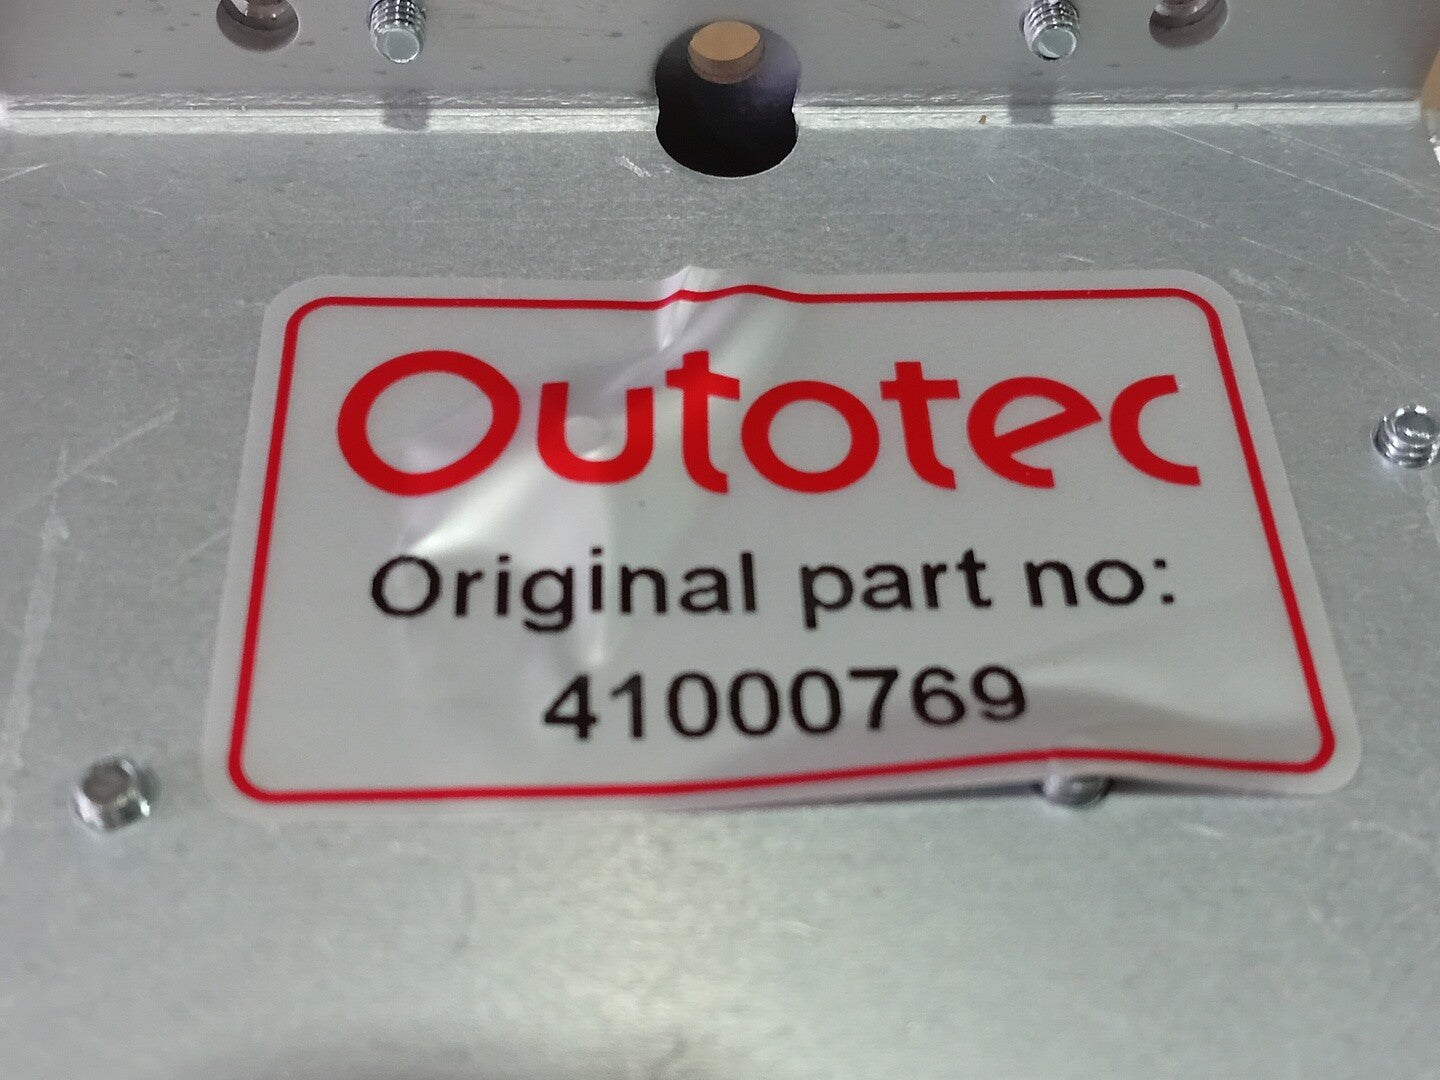 Outotec
Original part no:
41000769